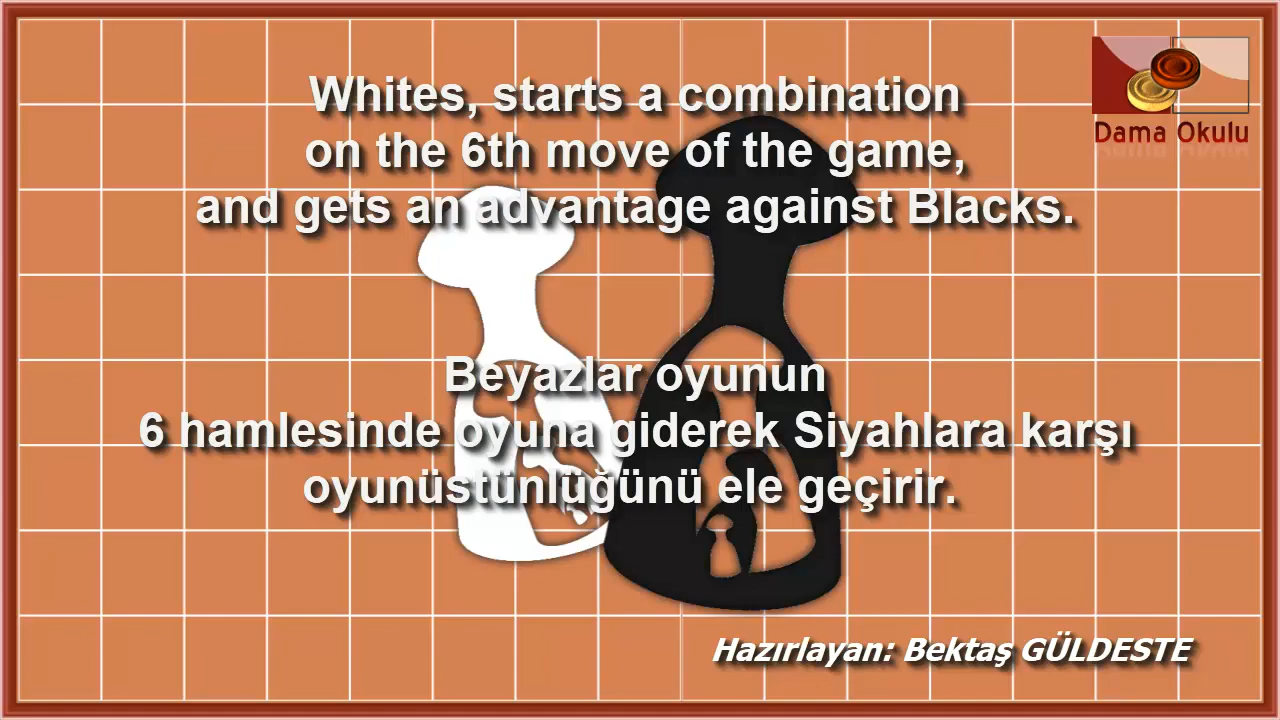 Dama Okulu
Whites, starts a combination
on the 6th move of the game,
and gets an advantage against Blacks.
Beyazlar oyunun
6 hamlesinde oyuna giderek Siyahlara karşı
oyunüstünlüğünü ele geçirir.
Hazırlayan: Bektaş GÜLDESTE